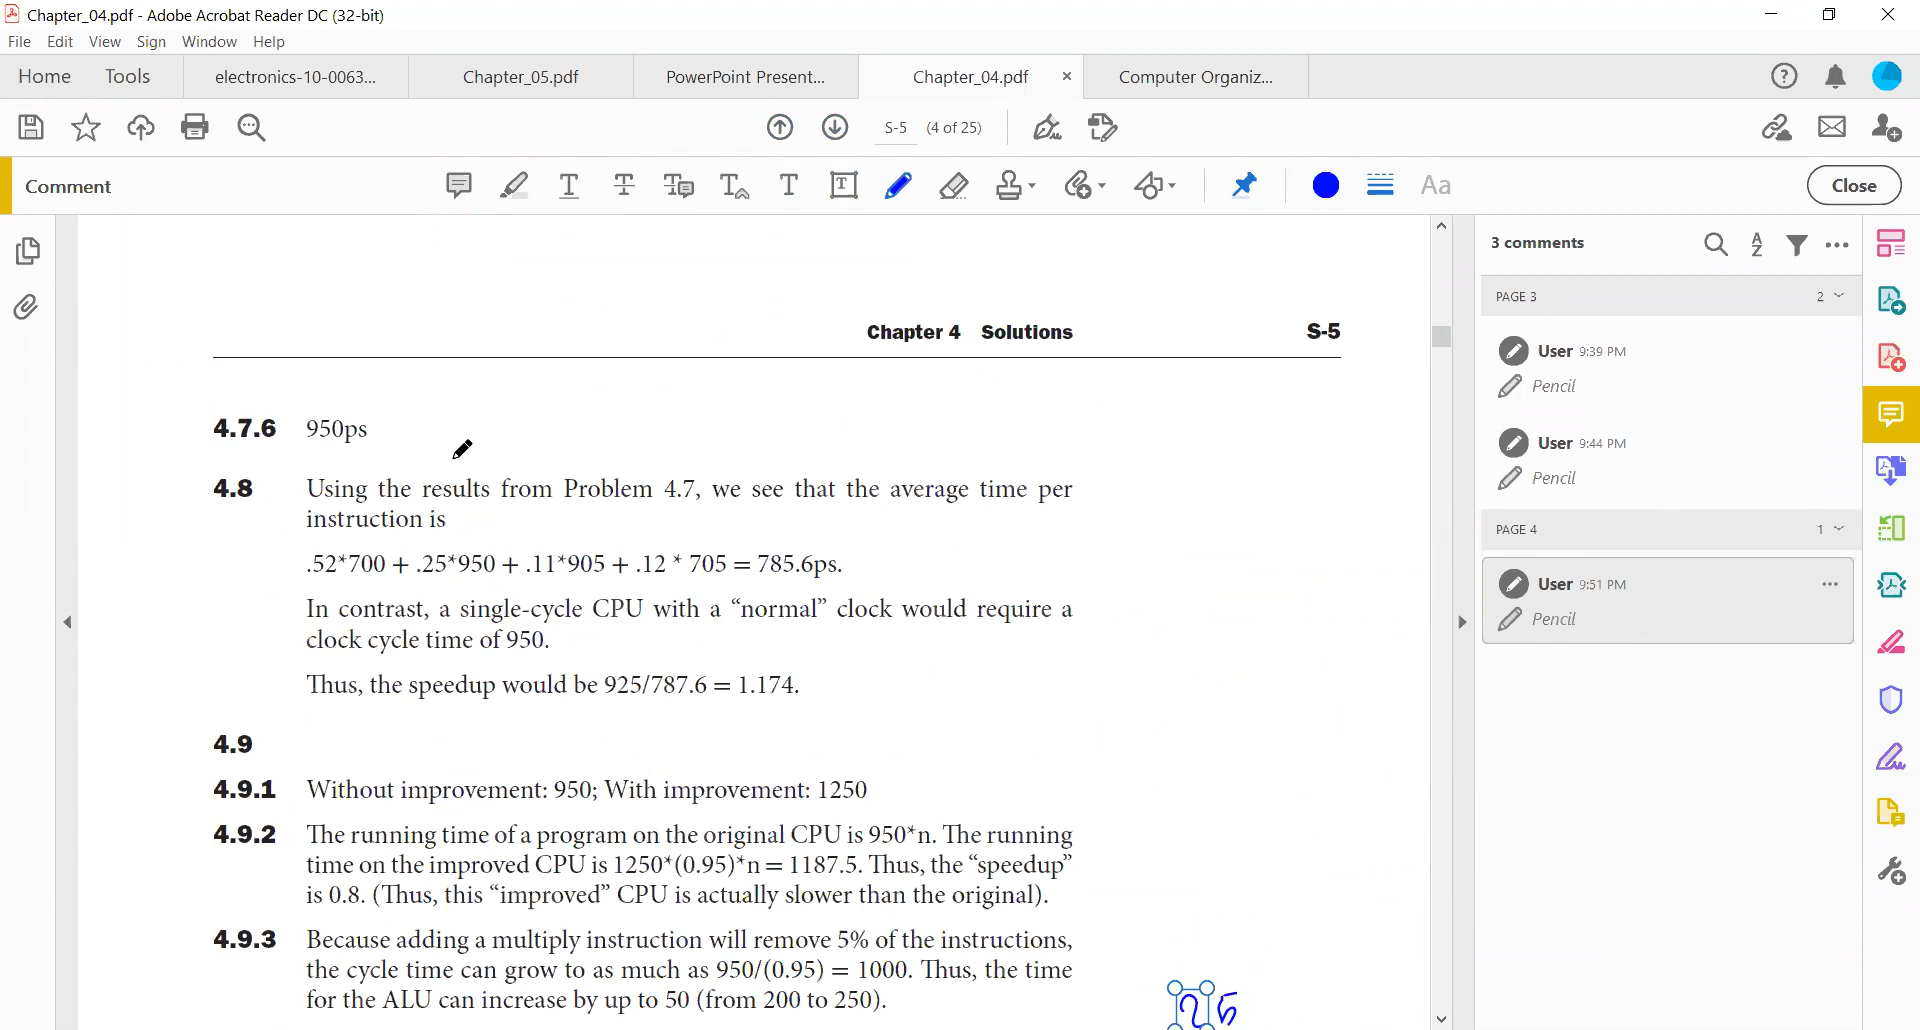 Chapter_04.pdf - Adobe Acrobat Reader DC (32-bit)
File Edit View Sign Window Help
Home Tools electronics-10-0063... Chapter_05.pdf PowerPoint Present... Chapter_04.pdf × Computer Organiz...
S-5 (4 of 25)
Comment Aa Close
3 comments
PAGE 3 2
User 9:39 PM
Pencil
User 9:44 PM
Pencil
PAGE 4 1
User 9:51 PM
Pencil
Chapter 4 Solutions S-5
4.7.6 950ps
4.8 Using the results from Problem 4.7, we see that the average time per
instruction is
.52*700 + .25*950 + .11*905 + .12 * 705 = 785.6ps.
In contrast, a single-cycle CPU with a “normal” clock would require a
clock cycle time of 950.
Thus, the speedup would be 925/787.6 = 1.174.
4.9
4.9.1 Without improvement: 950; With improvement: 1250
4.9.2 The running time of a program on the original CPU is 950*n. The running
time on the improved CPU is 1250*(0.95)*n = 1187.5. Thus, the “speedup”
is 0.8. (Thus, this “improved” CPU is actually slower than the original).
4.9.3 Because adding a multiply instruction will remove 5% of the instructions,
the cycle time can grow to as much as 950/(0.95) = 1000. Thus, the time
for the ALU can increase by up to 50 (from 200 to 250).
25